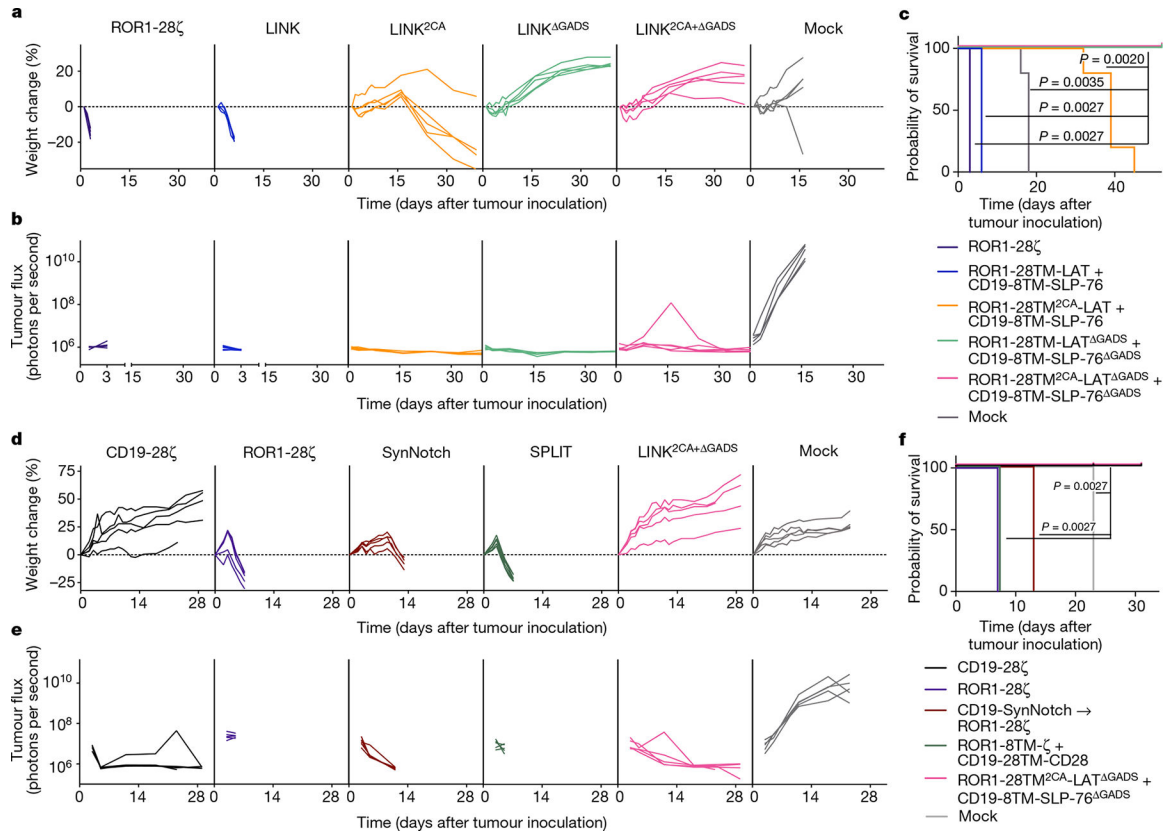 a
ROR1-28ζ
LINK
LINK2CA
LINKΔGADS
LINK2CA+ΔGADS
Mock
Weight change (%)
20
0
−20
0 15 30 0 15 30 0 15 30 0 15 30 0 15 30 0 15 30
Time (days after tumour inoculation)
b
Tumour flux
(photons per second)
10^10
10^8
10^6
0 3 15 30 0 3 15 30 0 15 30 0 15 30 0 15 30 0 15 30
Time (days after tumour inoculation)
c
Probability of survival
100
50
0
P = 0.0020
P = 0.0035
P = 0.0027
P = 0.0027
0 20 40
Time (days after
tumour inoculation)
ROR1-28ζ
ROR1-28TM-LAT +
CD19-8TM-SLP-76
ROR1-28TM2CA-LAT +
CD19-8TM-SLP-76
ROR1-28TM-LATΔGADS +
CD19-8TM-SLP-76ΔGADS
ROR1-28TM2CA-LATΔGADS +
CD19-8TM-SLP-76ΔGADS
Mock
d
CD19-28ζ
ROR1-28ζ
SynNotch
SPLIT
LINK2CA+ΔGADS
Mock
Weight change (%)
75
50
25
0
−25
0 14 28 0 14 28 0 14 28 0 14 28 0 14 28 0 14 28
Time (days after tumour inoculation)
e
Tumour flux
(photons per second)
10^10
10^8
10^6
0 14 28 0 14 28 0 14 28 0 14 28 0 14 28 0 14 28
Time (days after tumour inoculation)
f
Probability of survival
100
50
0
P = 0.0027
P = 0.0027
0 10 20 30
Time (days after
tumour inoculation)
CD19-28ζ
ROR1-28ζ
CD19-SynNotch →
ROR1-28ζ
ROR1-8TM-ζ +
CD19-28TM-CD28
ROR1-28TM2CA-LATΔGADS +
CD19-8TM-SLP-76ΔGADS
Mock